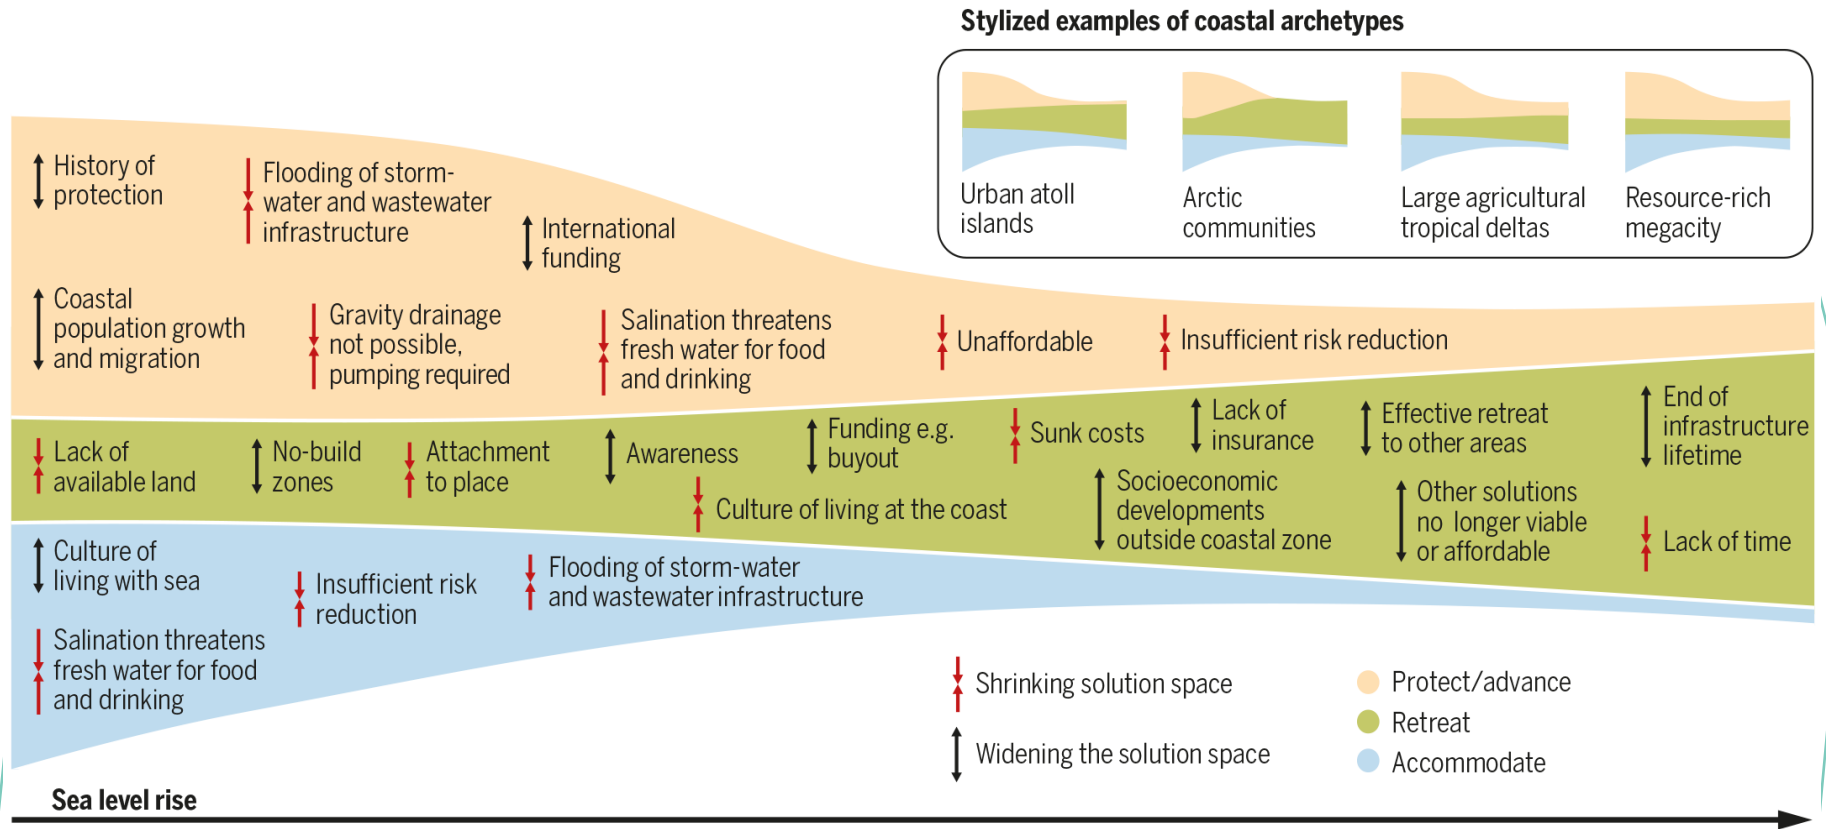 Stylized examples of coastal archetypes
Urban atoll
islands
Arctic
communities
Large agricultural
tropical deltas
Resource-rich
megacity
History of
protection
Flooding of storm-
water and wastewater
infrastructure
International
funding
Coastal
population growth
and migration
Gravity drainage
not possible,
pumping required
Salination threatens
fresh water for food
and drinking
Unaffordable
Insufficient risk reduction
Lack of
available land
No-build
zones
Attachment
to place
Awareness
Culture of living at the coast
Funding e.g.
buyout
Sunk costs
Lack of
insurance
Socioeconomic
developments
outside coastal zone
Effective retreat
to other areas
Other solutions
no longer viable
or affordable
End of
infrastructure
lifetime
Lack of time
Culture of
living with sea
Salination threatens
fresh water for food
and drinking
Insufficient risk
reduction
Flooding of storm-water
and wastewater infrastructure
Shrinking solution space
Widening the solution space
Protect/advance
Retreat
Accommodate
Sea level rise